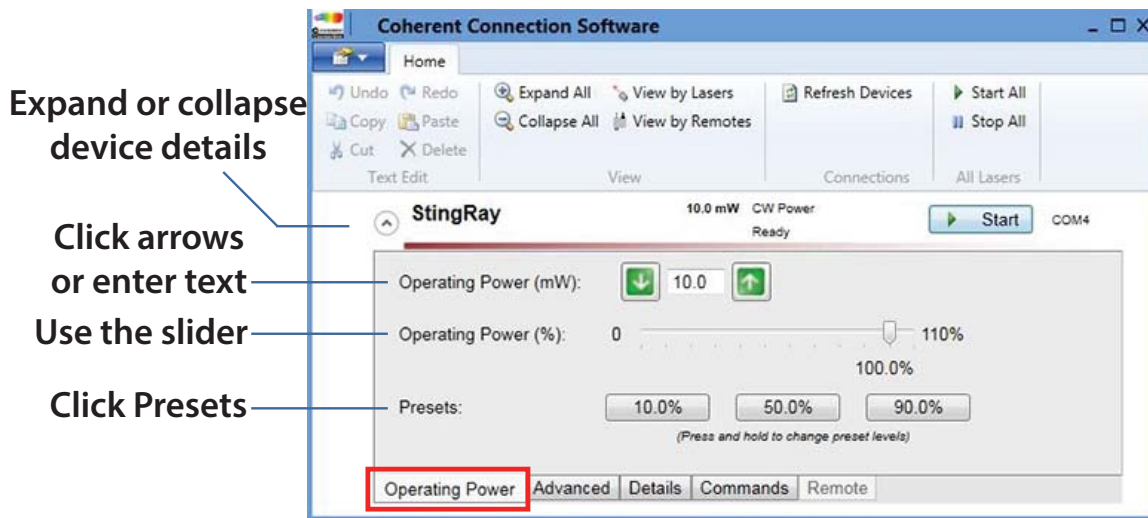 Coherent Connection Software
Home
Undo Redo Expand All View by Lasers Refresh Devices Start All
Copy Paste Collapse All View by Remotes Stop All
Cut Delete
Text Edit View Connections All Lasers
Expand or collapse
device details
StingRay 10.0 mW CW Power Start COM4
Ready
Click arrows
or enter text
Operating Power (mW): 10.0
Use the slider
Operating Power (%): 0 110%
100.0%
Click Presets
Presets: 10.0% 50.0% 90.0%
(Press and hold to change preset levels)
Operating Power Advanced Details Commands Remote